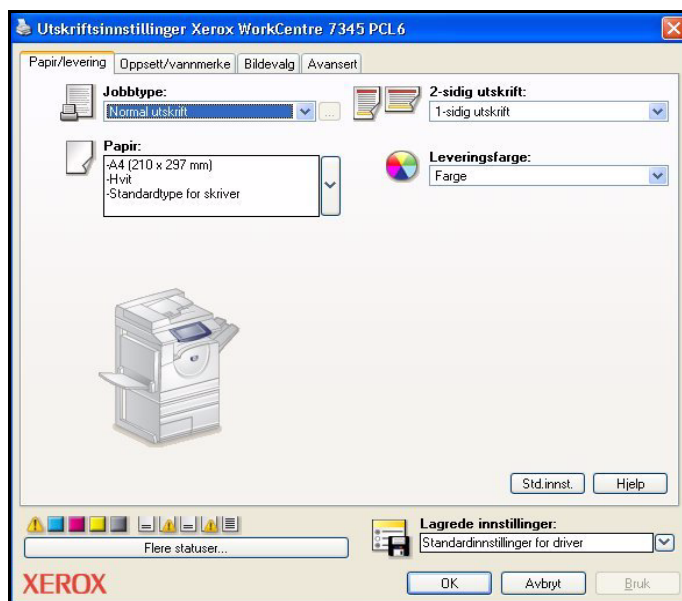 Utskriftsinnstillinger Xerox WorkCentre 7345 PCL6
Papir/levering Oppsett/vannmerke Bildevalg Avansert
Jobbtype:
Normal utskrift
...
2-sidig utskrift:
1-sidig utskrift
Papir:
-A4 (210 x 297 mm)
-Hvit
-Standardtype for skriver
Leveringsfarge:
Farge
Std.innst. Hjelp
Flere statuser...
Lagrede innstillinger:
Standardinnstillinger for driver
XEROX
OK Avbryt Bruk